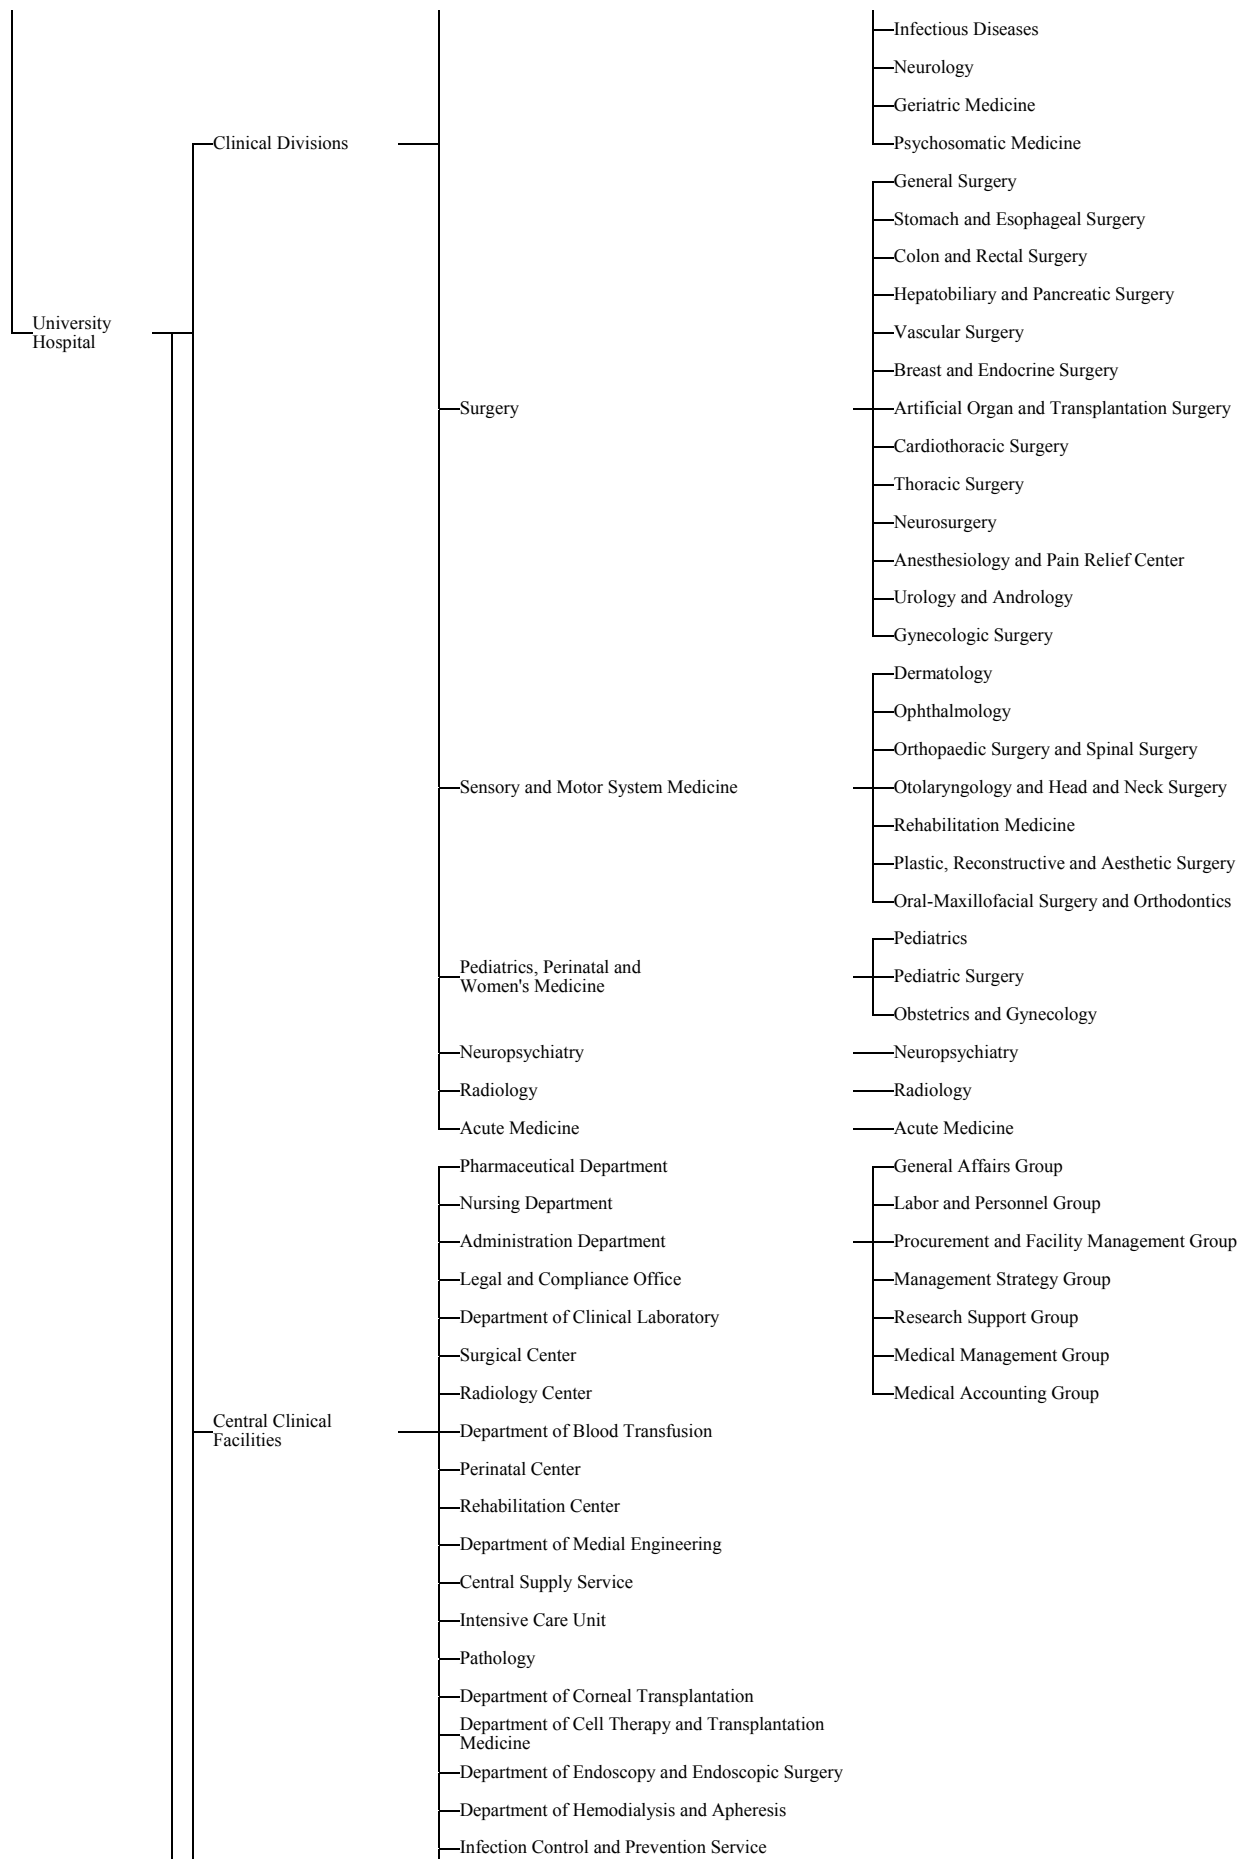 Infectious Diseases
Neurology
Geriatric Medicine
Clinical Divisions
Psychosomatic Medicine
General Surgery
Stomach and Esophageal Surgery
Colon and Rectal Surgery
Hepatobiliary and Pancreatic Surgery
University
Hospital
Vascular Surgery
Breast and Endocrine Surgery
Surgery
Artificial Organ and Transplantation Surgery
Cardiothoracic Surgery
Thoracic Surgery
Neurosurgery
Anesthesiology and Pain Relief Center
Urology and Andrology
Gynecologic Surgery
Dermatology
Ophthalmology
Orthopaedic Surgery and Spinal Surgery
Sensory and Motor System Medicine
Otolaryngology and Head and Neck Surgery
Rehabilitation Medicine
Plastic, Reconstructive and Aesthetic Surgery
Oral-Maxillofacial Surgery and Orthodontics
Pediatrics
Pediatrics, Perinatal and
Women's Medicine
Pediatric Surgery
Obstetrics and Gynecology
Neuropsychiatry
Neuropsychiatry
Radiology
Radiology
Acute Medicine
Acute Medicine
Pharmaceutical Department
General Affairs Group
Nursing Department
Labor and Personnel Group
Administration Department
Procurement and Facility Management Group
Legal and Compliance Office
Management Strategy Group
Department of Clinical Laboratory
Research Support Group
Surgical Center
Medical Management Group
Radiology Center
Medical Accounting Group
Central Clinical
Facilities
Department of Blood Transfusion
Perinatal Center
Rehabilitation Center
Department of Medial Engineering
Central Supply Service
Intensive Care Unit
Pathology
Department of Corneal Transplantation
Department of Cell Therapy and Transplantation
Medicine
Department of Endoscopy and Endoscopic Surgery
Department of Hemodialysis and Apheresis
Infection Control and Prevention Service